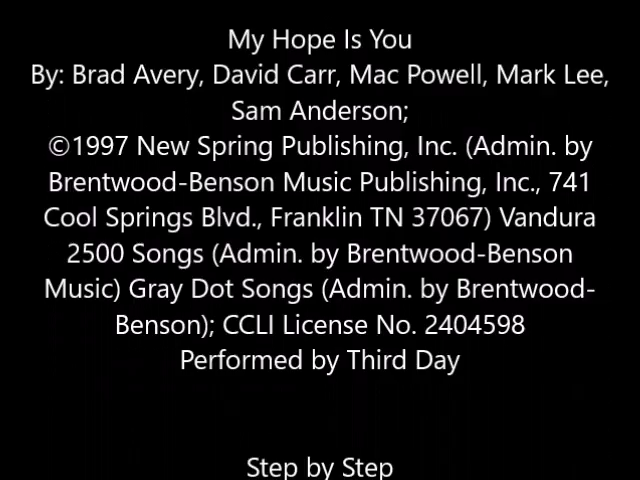 My Hope Is You
By: Brad Avery, David Carr, Mac Powell, Mark Lee,
Sam Anderson;
©1997 New Spring Publishing, Inc. (Admin. by
Brentwood-Benson Music Publishing, Inc., 741
Cool Springs Blvd., Franklin TN 37067) Vandura
2500 Songs (Admin. by Brentwood-Benson
Music) Gray Dot Songs (Admin. by Brentwood-
Benson); CCLI License No. 2404598
Performed by Third Day
Step by Step